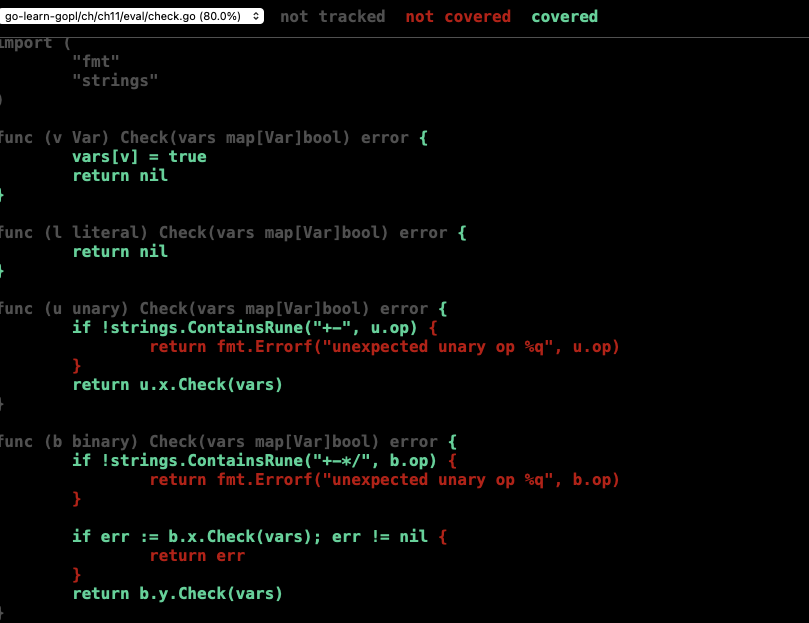 go-learn-gopl/ch/ch11/eval/check.go (80.0%) not tracked not covered covered
import (
"fmt"
"strings"
)
func (v Var) Check(vars map[Var]bool) error {
vars[v] = true
return nil
}
func (l literal) Check(vars map[Var]bool) error {
return nil
}
func (u unary) Check(vars map[Var]bool) error {
if !strings.ContainsRune("+-", u.op) {
return fmt.Errorf("unexpected unary op %q", u.op)
}
return u.x.Check(vars)
}
func (b binary) Check(vars map[Var]bool) error {
if !strings.ContainsRune("+-*/", b.op) {
return fmt.Errorf("unexpected unary op %q", b.op)
}
if err := b.x.Check(vars); err != nil {
return err
}
return b.y.Check(vars)
}